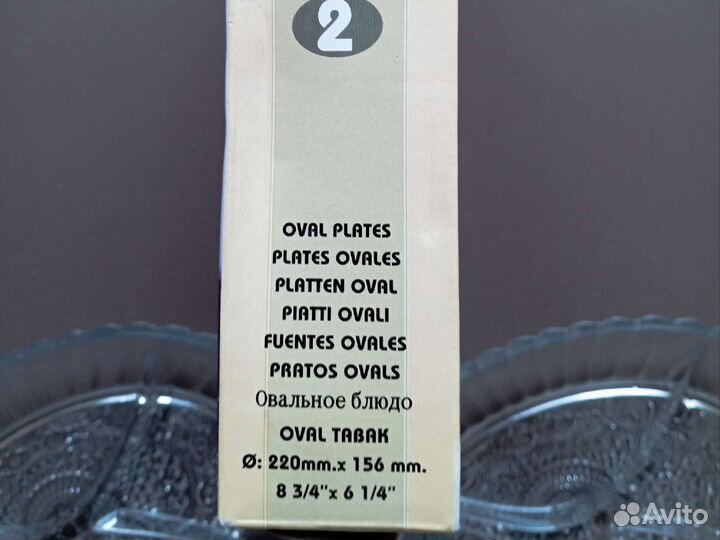 2
OVAL PLATES
PLATES OVALES
PLATTEN OVAL
PIATTI OVALI
FUENTES OVALES
PRATOS OVALS
Овальное блюдо
OVAL TABAK
Ø: 220mm.x 156 mm.
8 3/4"x 6 1/4"
Avito